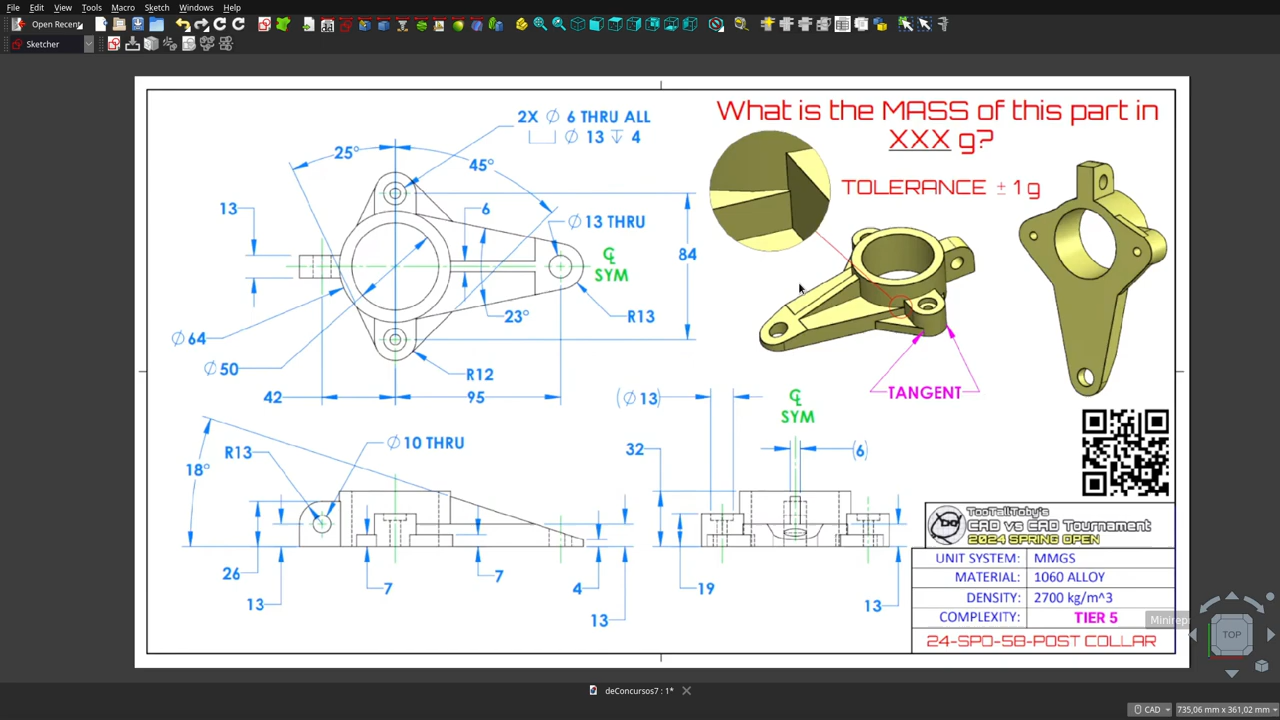 File Edit View Tools Macro Sketch Windows Help
Open Recent
Sketcher
What is the MASS of this part in
XXX g?
TOLERANCE ± 1 g
2X ∅ 6 THRU ALL
⌴ ∅ 13 ↧ 4
25°
45°
13
6
∅ 13 THRU
84
℄
SYM
23°
R13
∅ 64
∅ 50
R12
42
95
TANGENT
(∅ 13)
℄
SYM
R13
∅ 10 THRU
18°
32
(6)
26
13
7
7
4
13
19
13
TooTallToby's
CAD vs CAD Tournament
2024 SPRING OPEN
UNIT SYSTEM: MMGS
MATERIAL: 1060 ALLOY
DENSITY: 2700 kg/m^3
COMPLEXITY: TIER 5
24-SPO-5B-POST COLLAR
TOP
deConcursos7 : 1*
CAD
735,06 mm x 361,02 mm